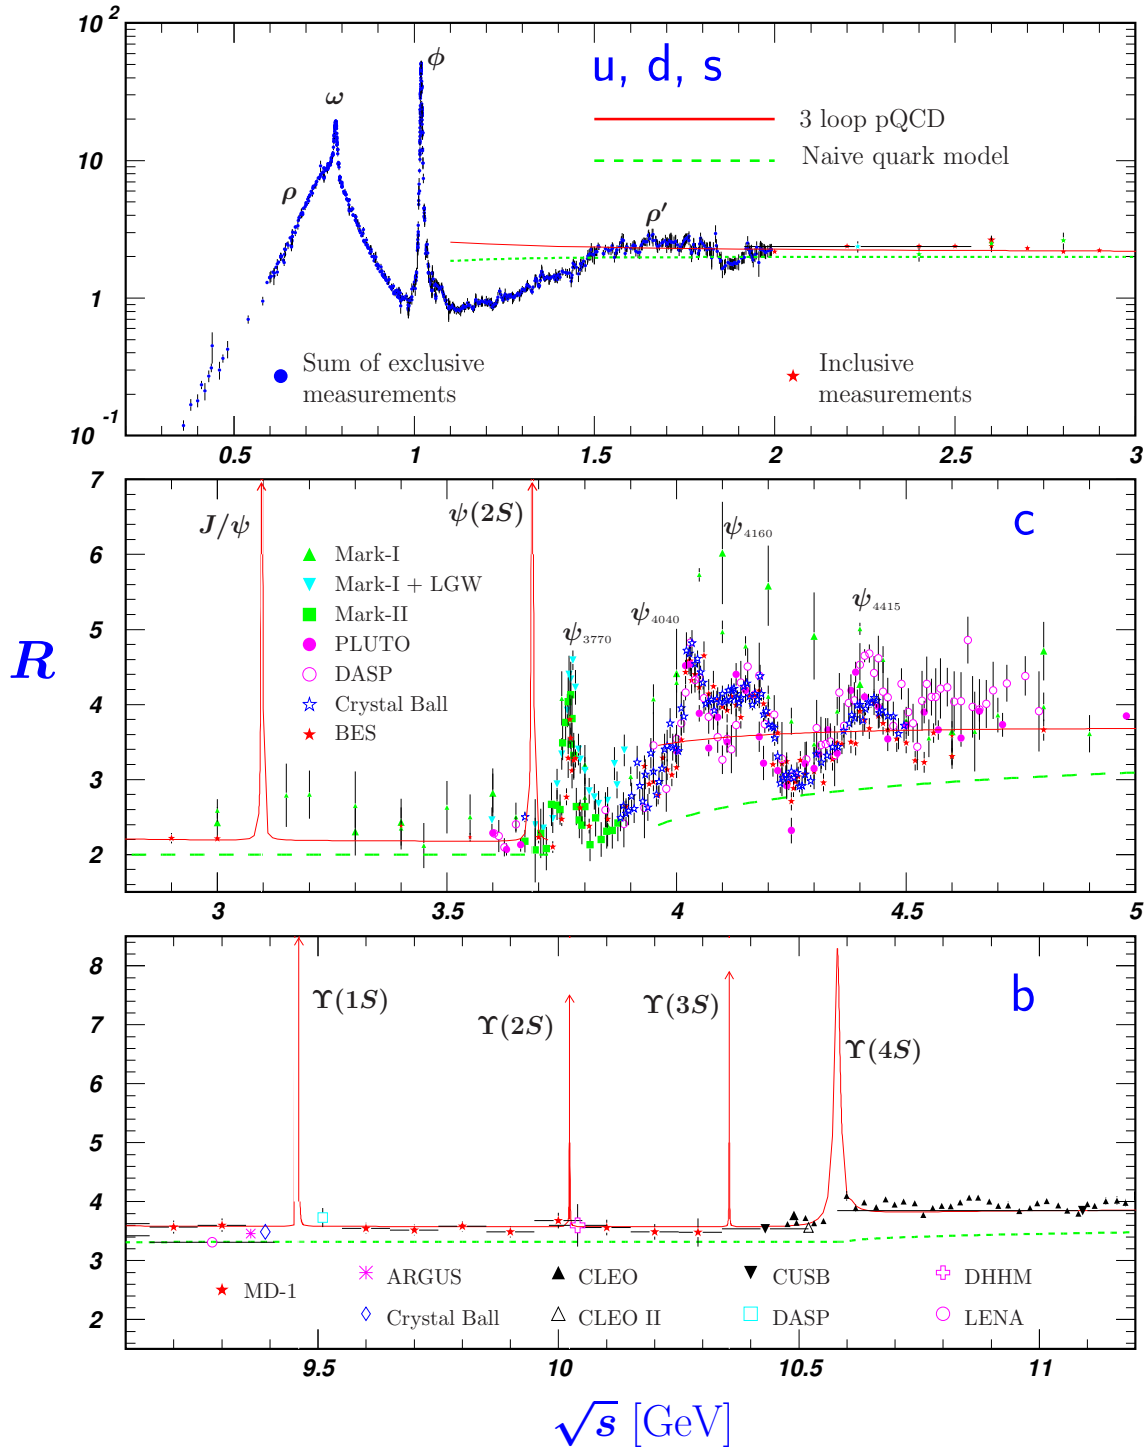 10 2
10
1
10 -1
u, d, s
3 loop pQCD
Naive quark model
ρ
ω
ϕ
ρ′
Sum of exclusive
measurements
Inclusive
measurements
0.5
1
1.5
2
2.5
3
7
6
5
4
3
2
R
J/ψ
ψ(2S)
c
Mark-I
Mark-I + LGW
Mark-II
PLUTO
DASP
Crystal Ball
BES
ψ3770
ψ4040
ψ4160
ψ4415
3
3.5
4
4.5
5
8
7
6
5
4
3
2
b
Υ(1S)
Υ(2S)
Υ(3S)
Υ(4S)
MD-1
ARGUS
CLEO
CUSB
DHHM
Crystal Ball
CLEO II
DASP
LENA
9.5
10
10.5
11
√s [GeV]